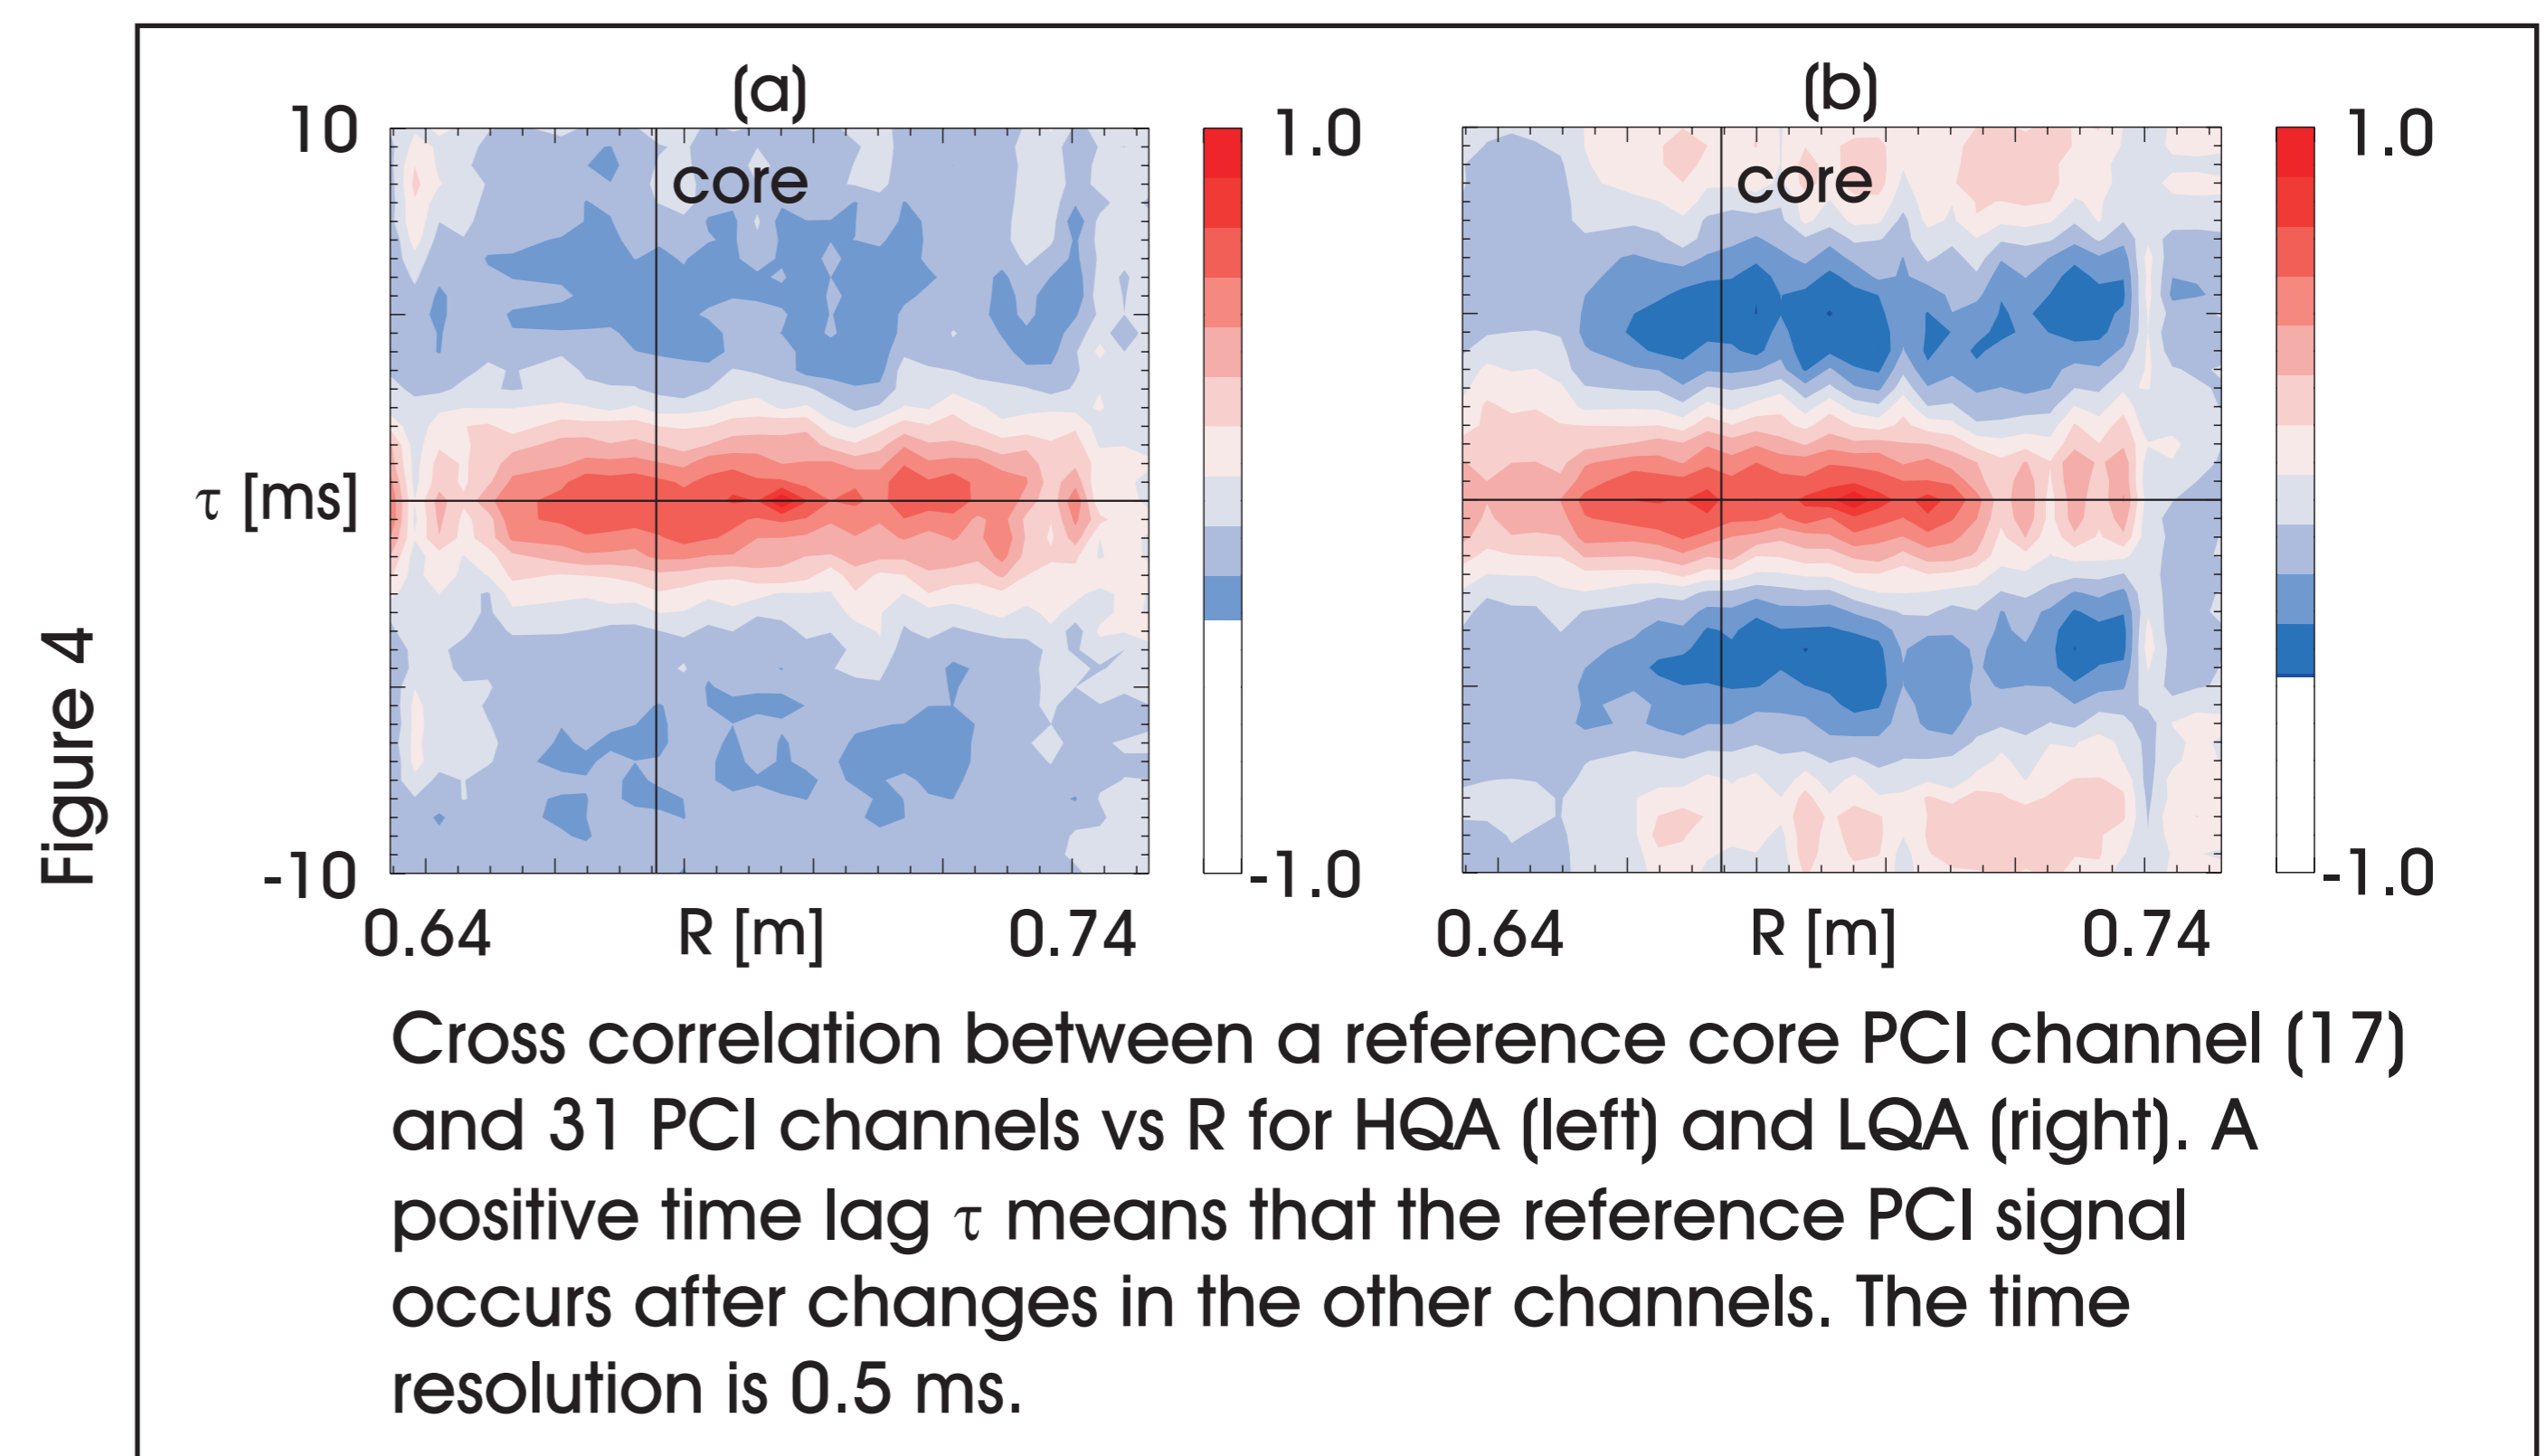 Figure 4
(a)
(b)
10
core
1.0
core
1.0
τ [ms]
-10
-1.0
-1.0
0.64 R [m] 0.74
0.64 R [m] 0.74
Cross correlation between a reference core PCI channel (17)
and 31 PCI channels vs R for HQA (left) and LQA (right). A
positive time lag τ means that the reference PCI signal
occurs after changes in the other channels. The time
resolution is 0.5 ms.